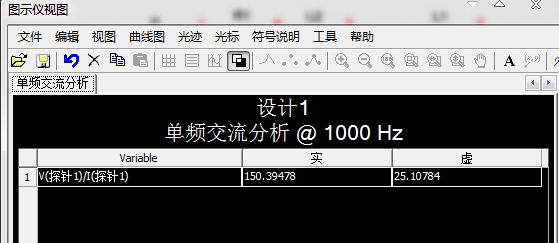 图示仪视图
文件 编辑 视图 曲线图 光迹 光标 符号说明 工具 帮助
单频交流分析
设计1
单频交流分析 @ 1000 Hz
Variable 实 虚
1 V(探针1)/I(探针1) 150.39478 25.10784